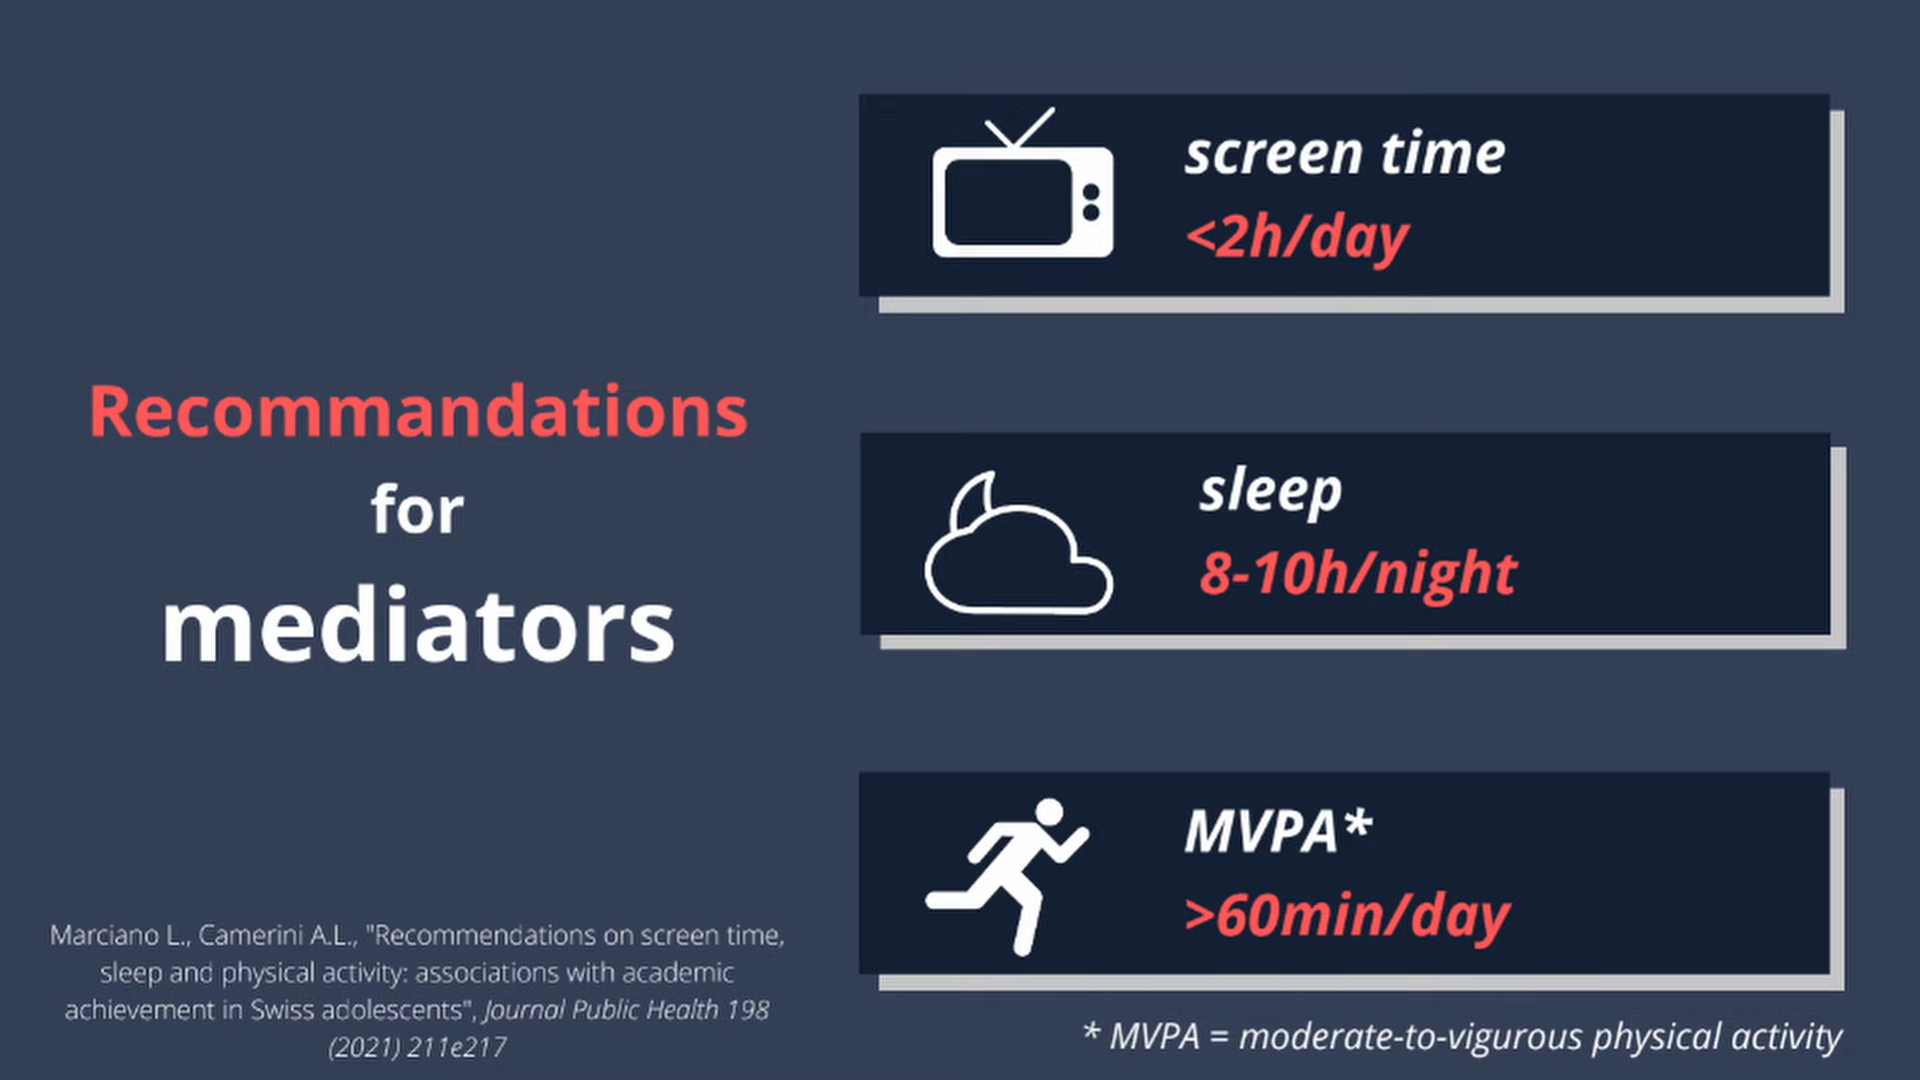 Recommandations
for
mediators
Marciano L., Camerini A.L., "Recommendations on screen time,
sleep and physical activity: associations with academic
achievement in Swiss adolescents", Journal Public Health 198
(2021) 211e217
screen time
<2h/day
sleep
8-10h/night
MVPA*
>60min/day
* MVPA = moderate-to-vigurous physical activity